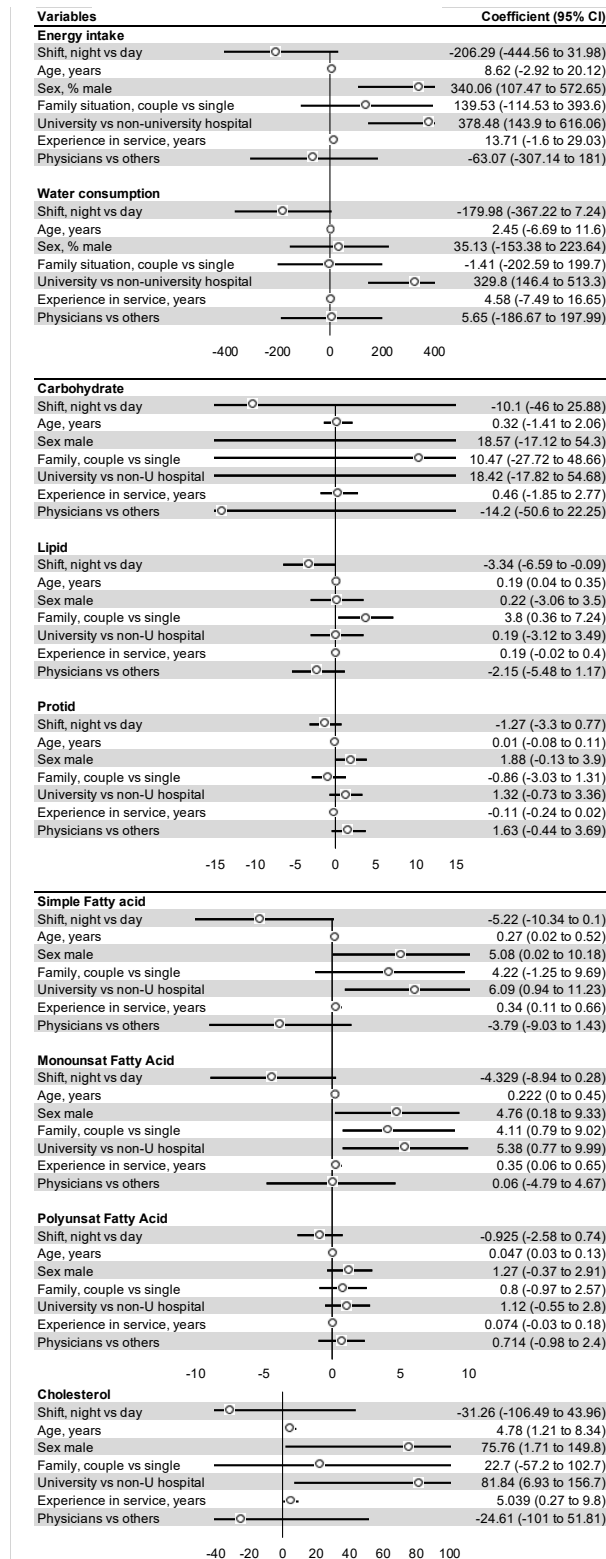 Variables Coefficient (95% CI)
Energy intake
Shift, night vs day -206.29 (-444.56 to 31.98)
Age, years 8.62 (-2.92 to 20.12)
Sex, % male 340.06 (107.47 to 572.65)
Family situation, couple vs single 139.53 (-114.53 to 393.6)
University vs non-university hospital 378.48 (143.9 to 616.06)
Experience in service, years 13.71 (-1.6 to 29.03)
Physicians vs others -63.07 (-307.14 to 181)
Water consumption
Shift, night vs day -179.98 (-367.22 to 7.24)
Age, years 2.45 (-6.69 to 11.6)
Sex, % male 35.13 (-153.38 to 223.64)
Family situation, couple vs single -1.41 (-202.59 to 199.7)
University vs non-university hospital 329.8 (146.4 to 513.3)
Experience in service, years 4.58 (-7.49 to 16.65)
Physicians vs others 5.65 (-186.67 to 197.99)
-400 -200 0 200 400
Carbohydrate
Shift, night vs day -10.1 (-46 to 25.88)
Age, years 0.32 (-1.41 to 2.06)
Sex male 18.57 (-17.12 to 54.3)
Family, couple vs single 10.47 (-27.72 to 48.66)
University vs non-U hospital 18.42 (-17.82 to 54.68)
Experience in service, years 0.46 (-1.85 to 2.77)
Physicians vs others -14.2 (-50.6 to 22.25)
Lipid
Shift, night vs day -3.34 (-6.59 to -0.09)
Age, years 0.19 (0.04 to 0.35)
Sex male 0.22 (-3.06 to 3.5)
Family, couple vs single 3.8 (0.36 to 7.24)
University vs non-U hospital 0.19 (-3.12 to 3.49)
Experience in service, years 0.19 (-0.02 to 0.4)
Physicians vs others -2.15 (-5.48 to 1.17)
Protid
Shift, night vs day -1.27 (-3.3 to 0.77)
Age, years 0.01 (-0.08 to 0.11)
Sex male 1.88 (-0.13 to 3.9)
Family, couple vs single -0.86 (-3.03 to 1.31)
University vs non-U hospital 1.32 (-0.73 to 3.36)
Experience in service, years -0.11 (-0.24 to 0.02)
Physicians vs others 1.63 (-0.44 to 3.69)
-15 -10 -5 0 5 10 15
Simple Fatty acid
Shift, night vs day -5.22 (-10.34 to 0.1)
Age, years 0.27 (0.02 to 0.52)
Sex male 5.08 (0.02 to 10.18)
Family, couple vs single 4.22 (-1.25 to 9.69)
University vs non-U hospital 6.09 (0.94 to 11.23)
Experience in service, years 0.34 (0.11 to 0.66)
Physicians vs others -3.79 (-9.03 to 1.43)
Monounsat Fatty Acid
Shift, night vs day -4.329 (-8.94 to 0.28)
Age, years 0.222 (0 to 0.45)
Sex male 4.76 (0.18 to 9.33)
Family, couple vs single 4.11 (0.79 to 9.02)
University vs non-U hospital 5.38 (0.77 to 9.99)
Experience in service, years 0.35 (0.06 to 0.65)
Physicians vs others 0.06 (-4.79 to 4.67)
Polyunsat Fatty Acid
Shift, night vs day -0.925 (-2.58 to 0.74)
Age, years 0.047 (0.03 to 0.13)
Sex male 1.27 (-0.37 to 2.91)
Family, couple vs single 0.8 (-0.97 to 2.57)
University vs non-U hospital 1.12 (-0.55 to 2.8)
Experience in service, years 0.074 (-0.03 to 0.18)
Physicians vs others 0.714 (-0.98 to 2.4)
-10 -5 0 5 10
Cholesterol
Shift, night vs day -31.26 (-106.49 to 43.96)
Age, years 4.78 (1.21 to 8.34)
Sex male 75.76 (1.71 to 149.8)
Family, couple vs single 22.7 (-57.2 to 102.7)
University vs non-U hospital 81.84 (6.93 to 156.7)
Experience in service, years 5.039 (0.27 to 9.8)
Physicians vs others -24.61 (-101 to 51.81)
-40 -20 0 20 40 60 80 100